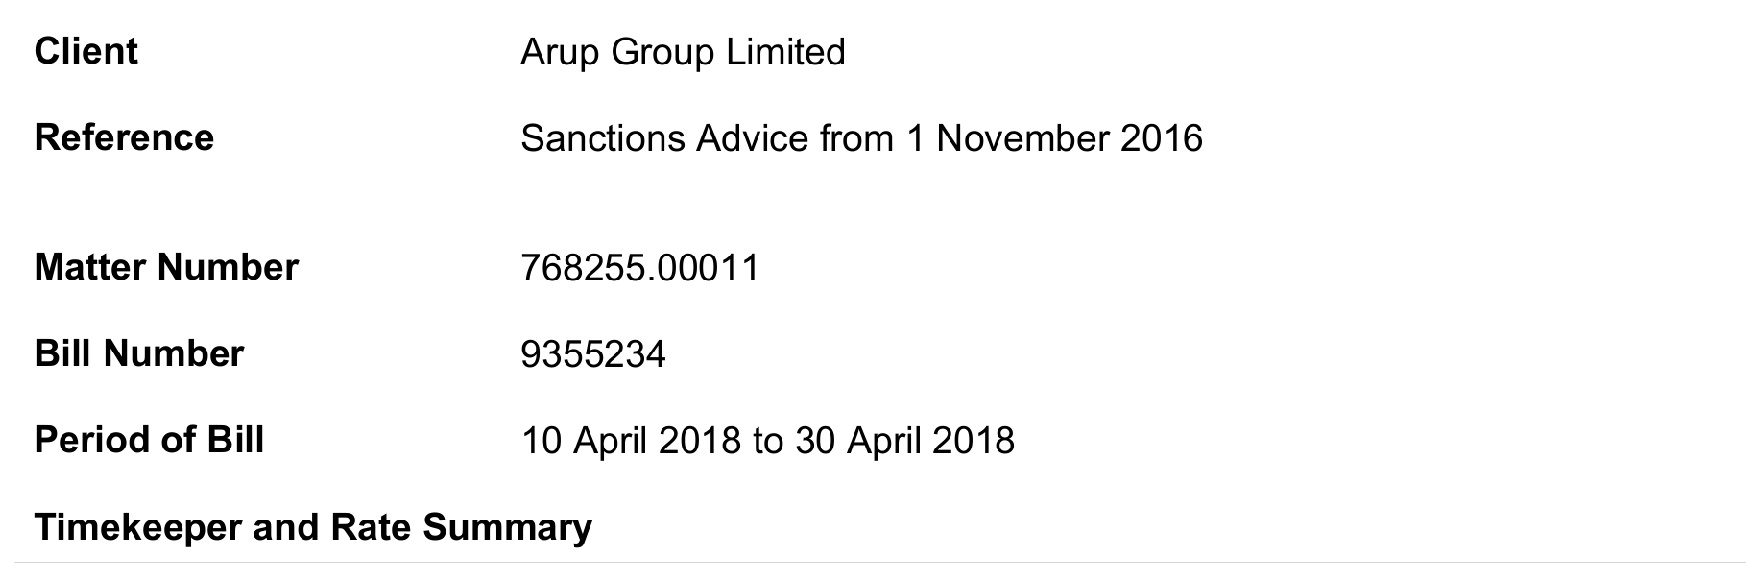 Client Arup Group Limited
Reference Sanctions Advice from 1 November 2016
Matter Number 768255.00011
Bill Number 9355234
Period of Bill 10 April 2018 to 30 April 2018
Timekeeper and Rate Summary